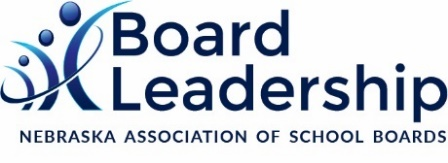 Board
Leadership
NEBRASKA ASSOCIATION OF SCHOOL BOARDS